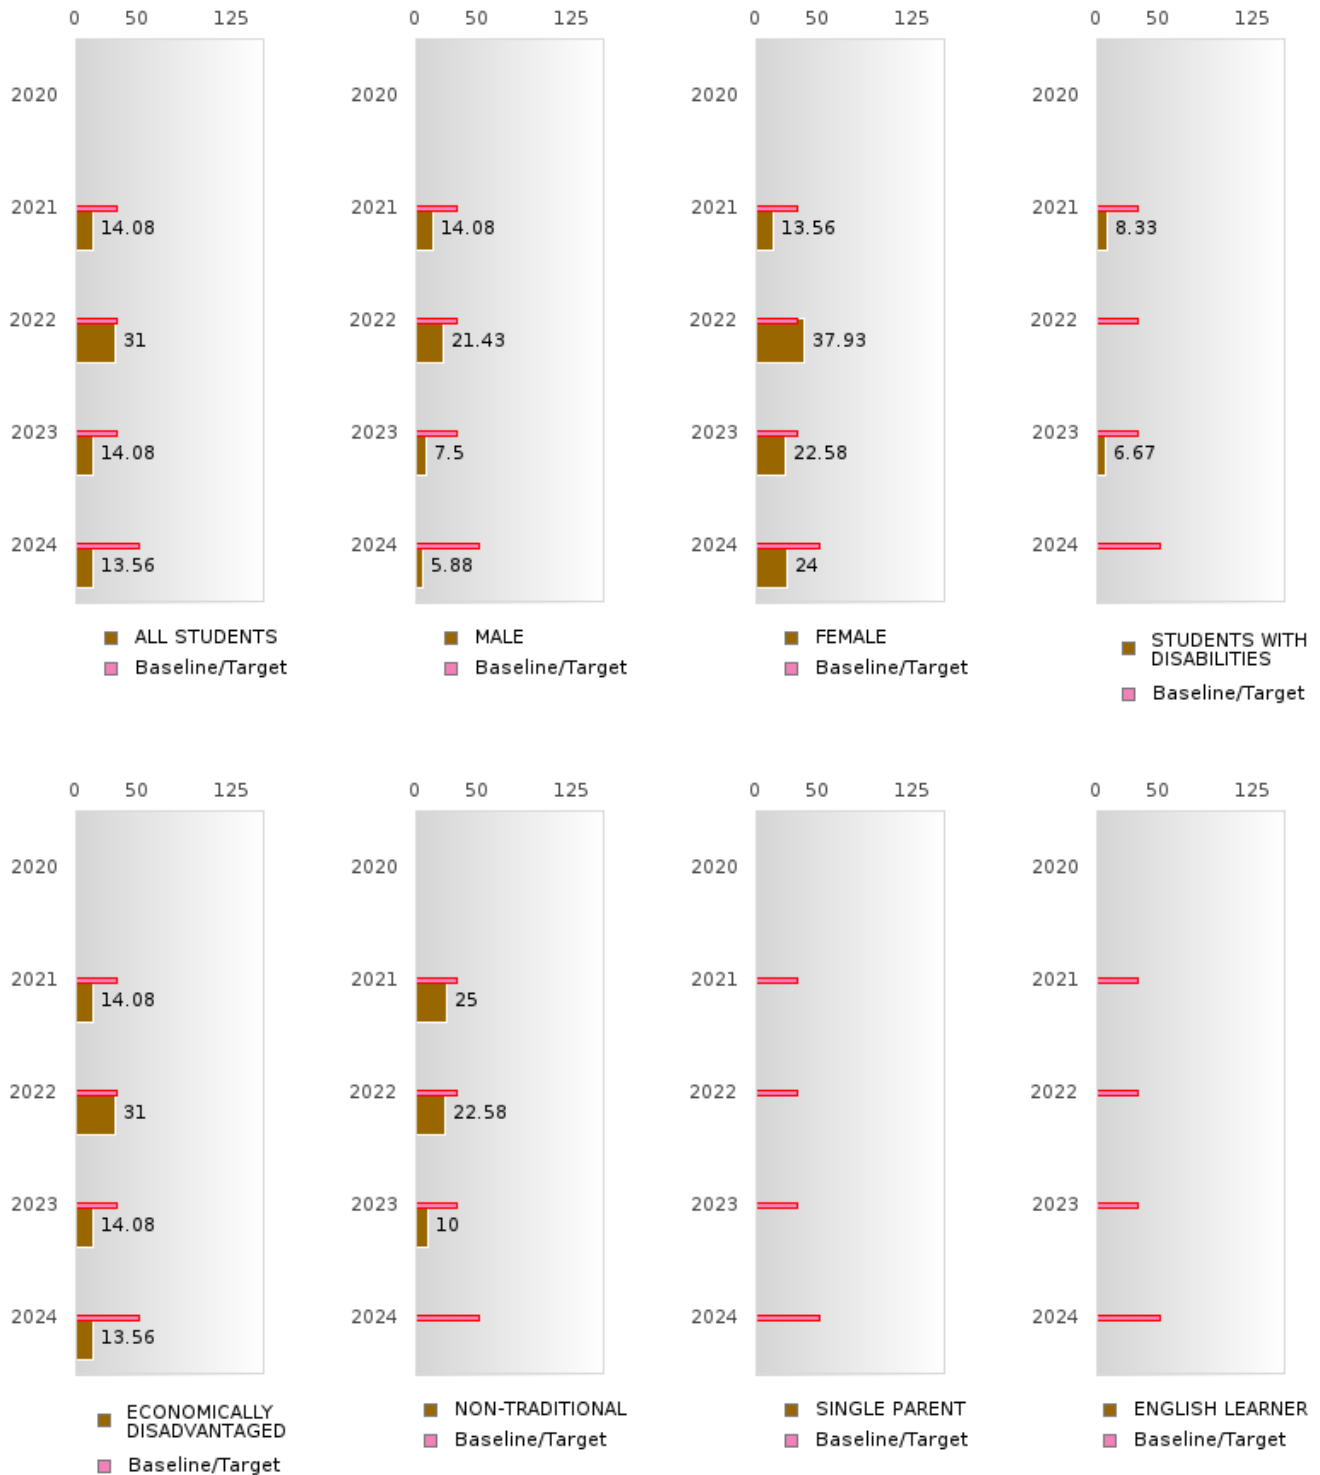 0 50 125
2020
2021
14.08
2022
31
2023
14.08
2024
13.56
ALL STUDENTS
Baseline/Target
0 50 125
2020
2021
14.08
2022
21.43
2023
7.5
2024
5.88
MALE
Baseline/Target
0 50 125
2020
2021
13.56
2022
37.93
2023
22.58
2024
24
FEMALE
Baseline/Target
0 50 125
2020
2021
8.33
2022
2023
6.67
2024
STUDENTS WITH
DISABILITIES
Baseline/Target
0 50 125
2020
2021
14.08
2022
31
2023
14.08
2024
13.56
ECONOMICALLY
DISADVANTAGED
Baseline/Target
0 50 125
2020
2021
25
2022
22.58
2023
10
2024
NON-TRADITIONAL
Baseline/Target
0 50 125
2020
2021
2022
2023
2024
SINGLE PARENT
Baseline/Target
0 50 125
2020
2021
2022
2023
2024
ENGLISH LEARNER
Baseline/Target